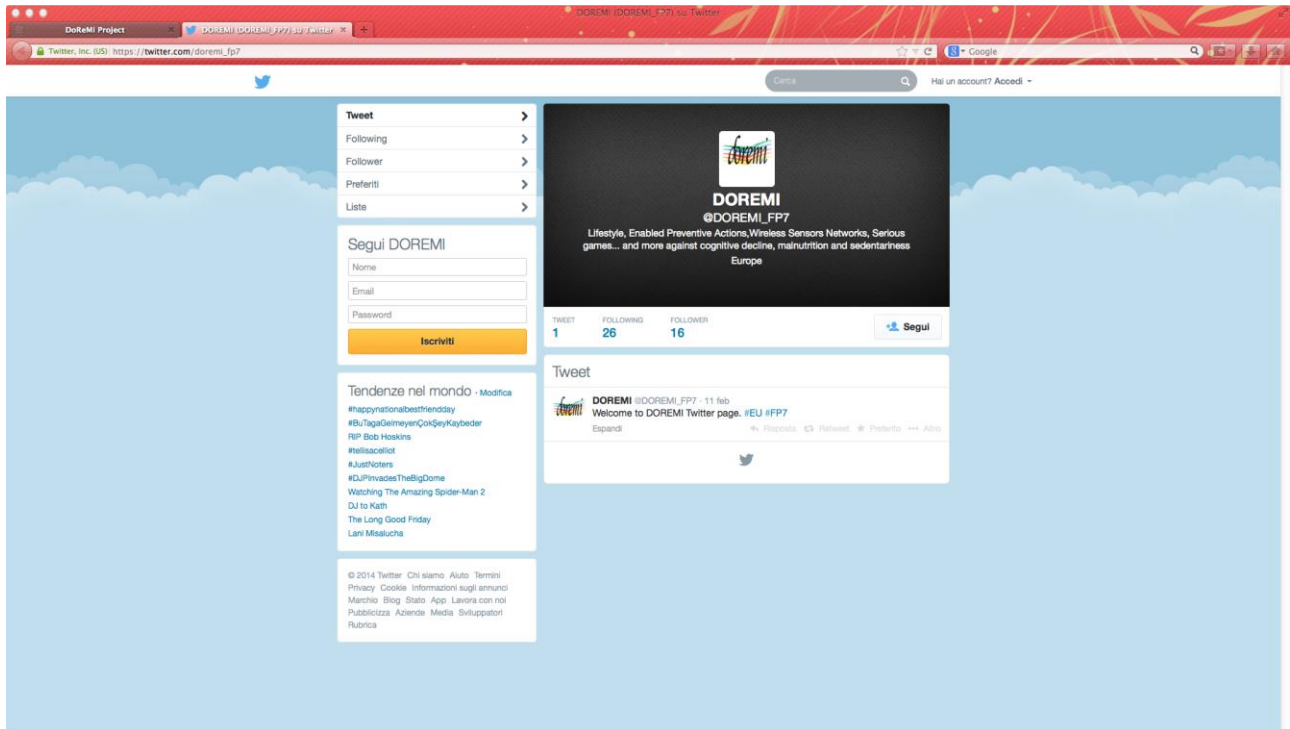 DOREMI (DOREMI_FP7) su Twitter
DoReMi Project
DOREMI (DOREMI_FP7) su Twitter
Twitter, Inc. (US) https://twitter.com/doremi_fp7
Google
Cerca
Hai un account? Accedi
Tweet
Following
Follower
Preferiti
Liste
Segui DOREMI
Nome
Email
Password
Iscriviti
Tendenze nel mondo · Modifica
#happynationalbestfriendday
#BuTagaGelmeyenÇokŞeyKaybeder
RIP Bob Hoskins
#tellisacelliot
#JustNoters
#DJPInvadesTheBigDome
Watching The Amazing Spider-Man 2
DJ to Kath
The Long Good Friday
Lani Misalucha
© 2014 Twitter Chi siamo Aiuto Termini
Privacy Cookie Informazioni sugli annunci
Marchio Blog Stato App Lavora con noi
Pubblicizza Aziende Media Sviluppatori
Rubrica
doremi
DOREMI
@DOREMI_FP7
Lifestyle, Enabled Preventive Actions,Wireless Sensors Networks, Serious
games... and more against cognitive decline, malnutrition and sedentariness
Europe
TWEET FOLLOWING FOLLOWER
1 26 16
Segui
Tweet
doremi
DOREMI @DOREMI_FP7 · 11 feb
Welcome to DOREMI Twitter page. #EU #FP7
Espandi Risposta Retweet Preferito Altro